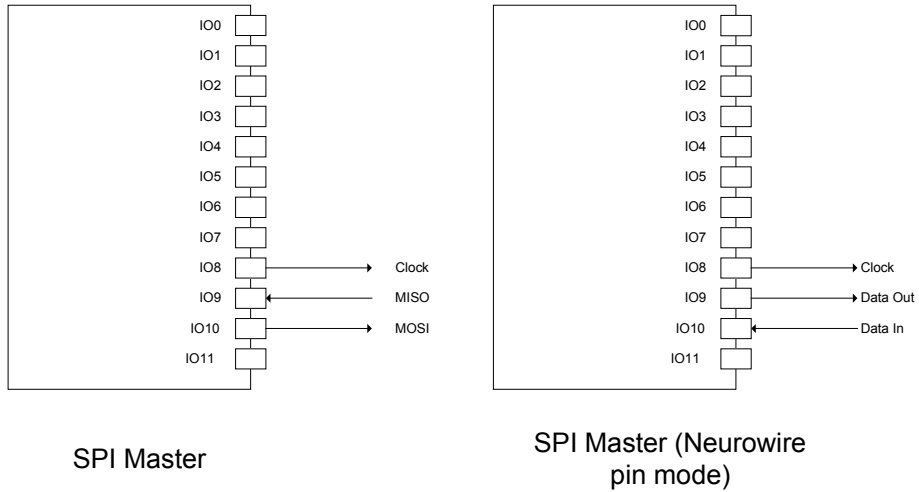 IO0
IO1
IO2
IO3
IO4
IO5
IO6
IO7
IO8
Clock
IO9
MISO
IO10
MOSI
IO11
SPI Master
IO0
IO1
IO2
IO3
IO4
IO5
IO6
IO7
IO8
Clock
IO9
Data Out
IO10
Data In
IO11
SPI Master (Neurowire
pin mode)